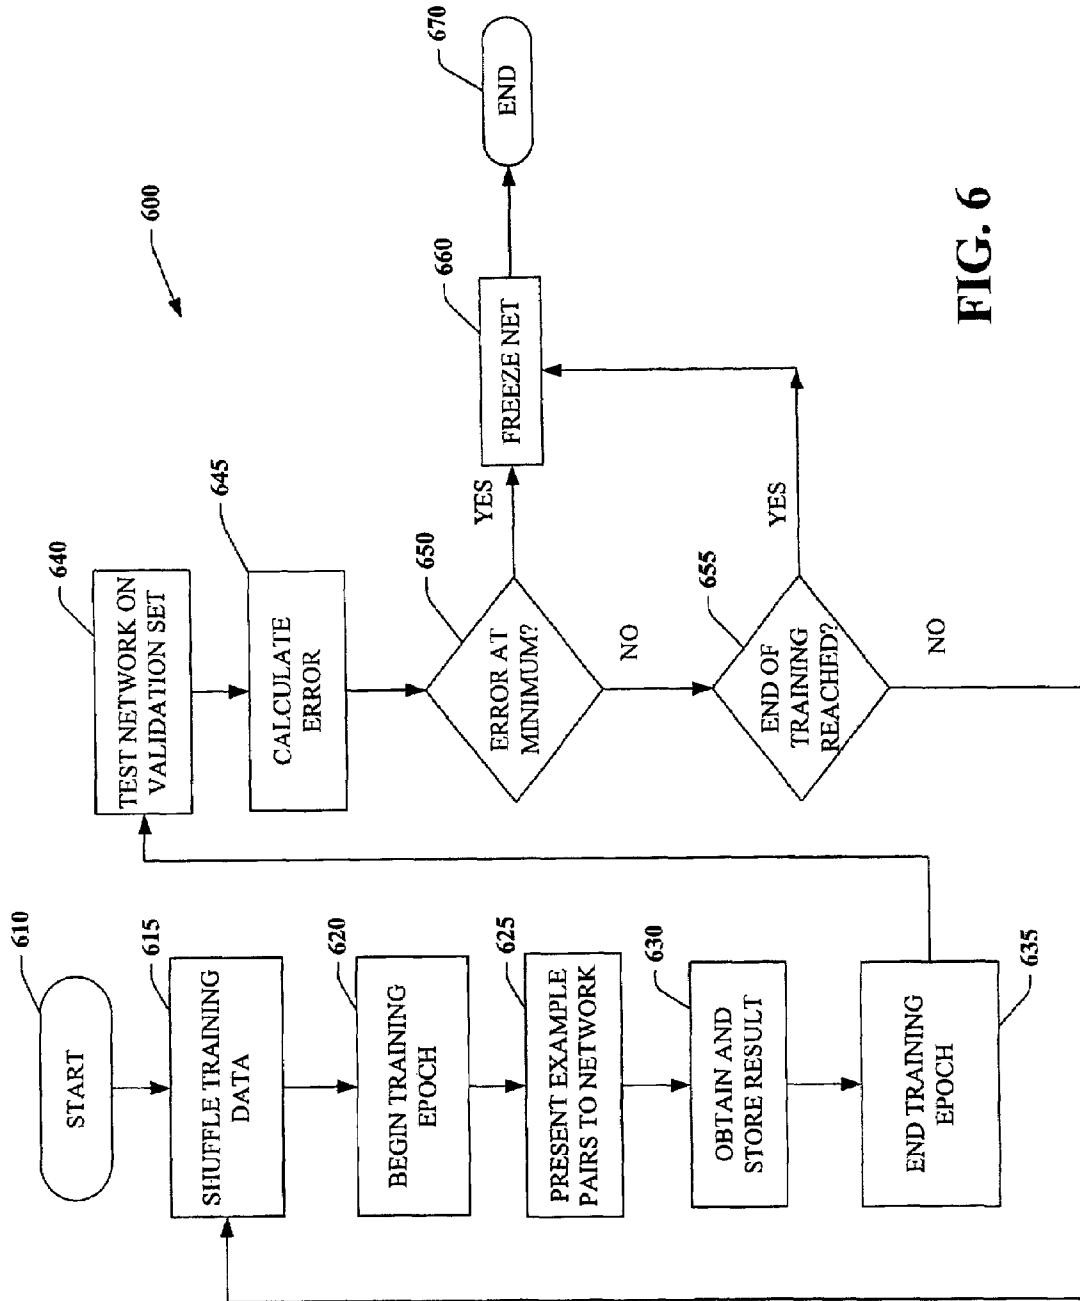 600
610
START
615
SHUFFLE TRAINING
DATA
620
BEGIN TRAINING
EPOCH
625
PRESENT EXAMPLE
PAIRS TO NETWORK
630
OBTAIN AND
STORE RESULT
635
END TRAINING
EPOCH
640
TEST NETWORK ON
VALIDATION SET
645
CALCULATE
ERROR
650
ERROR AT
MINIMUM?
YES
NO
655
END OF
TRAINING
REACHED?
YES
NO
660
FREEZE NET
670
END
FIG. 6